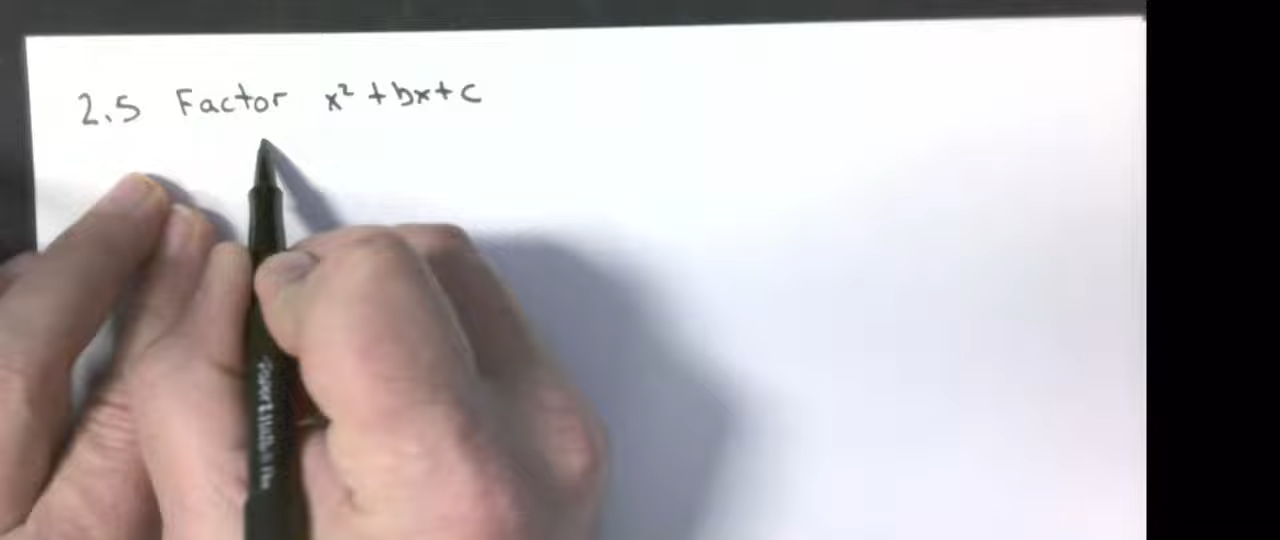 2.5 Factor x² + bx + c